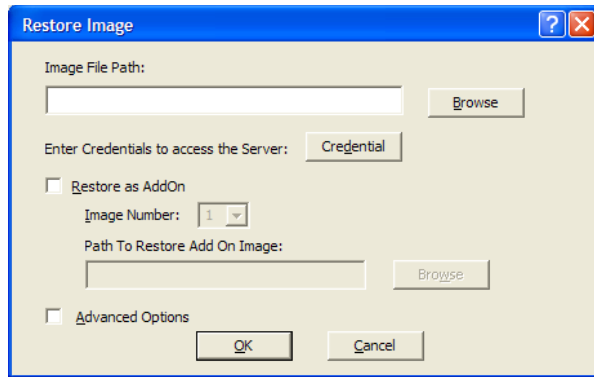 Restore Image
Image File Path:
Browse
Enter Credentials to access the Server: Credential
Restore as AddOn
Image Number: 1
Path To Restore Add On Image:
Browse
Advanced Options
OK Cancel